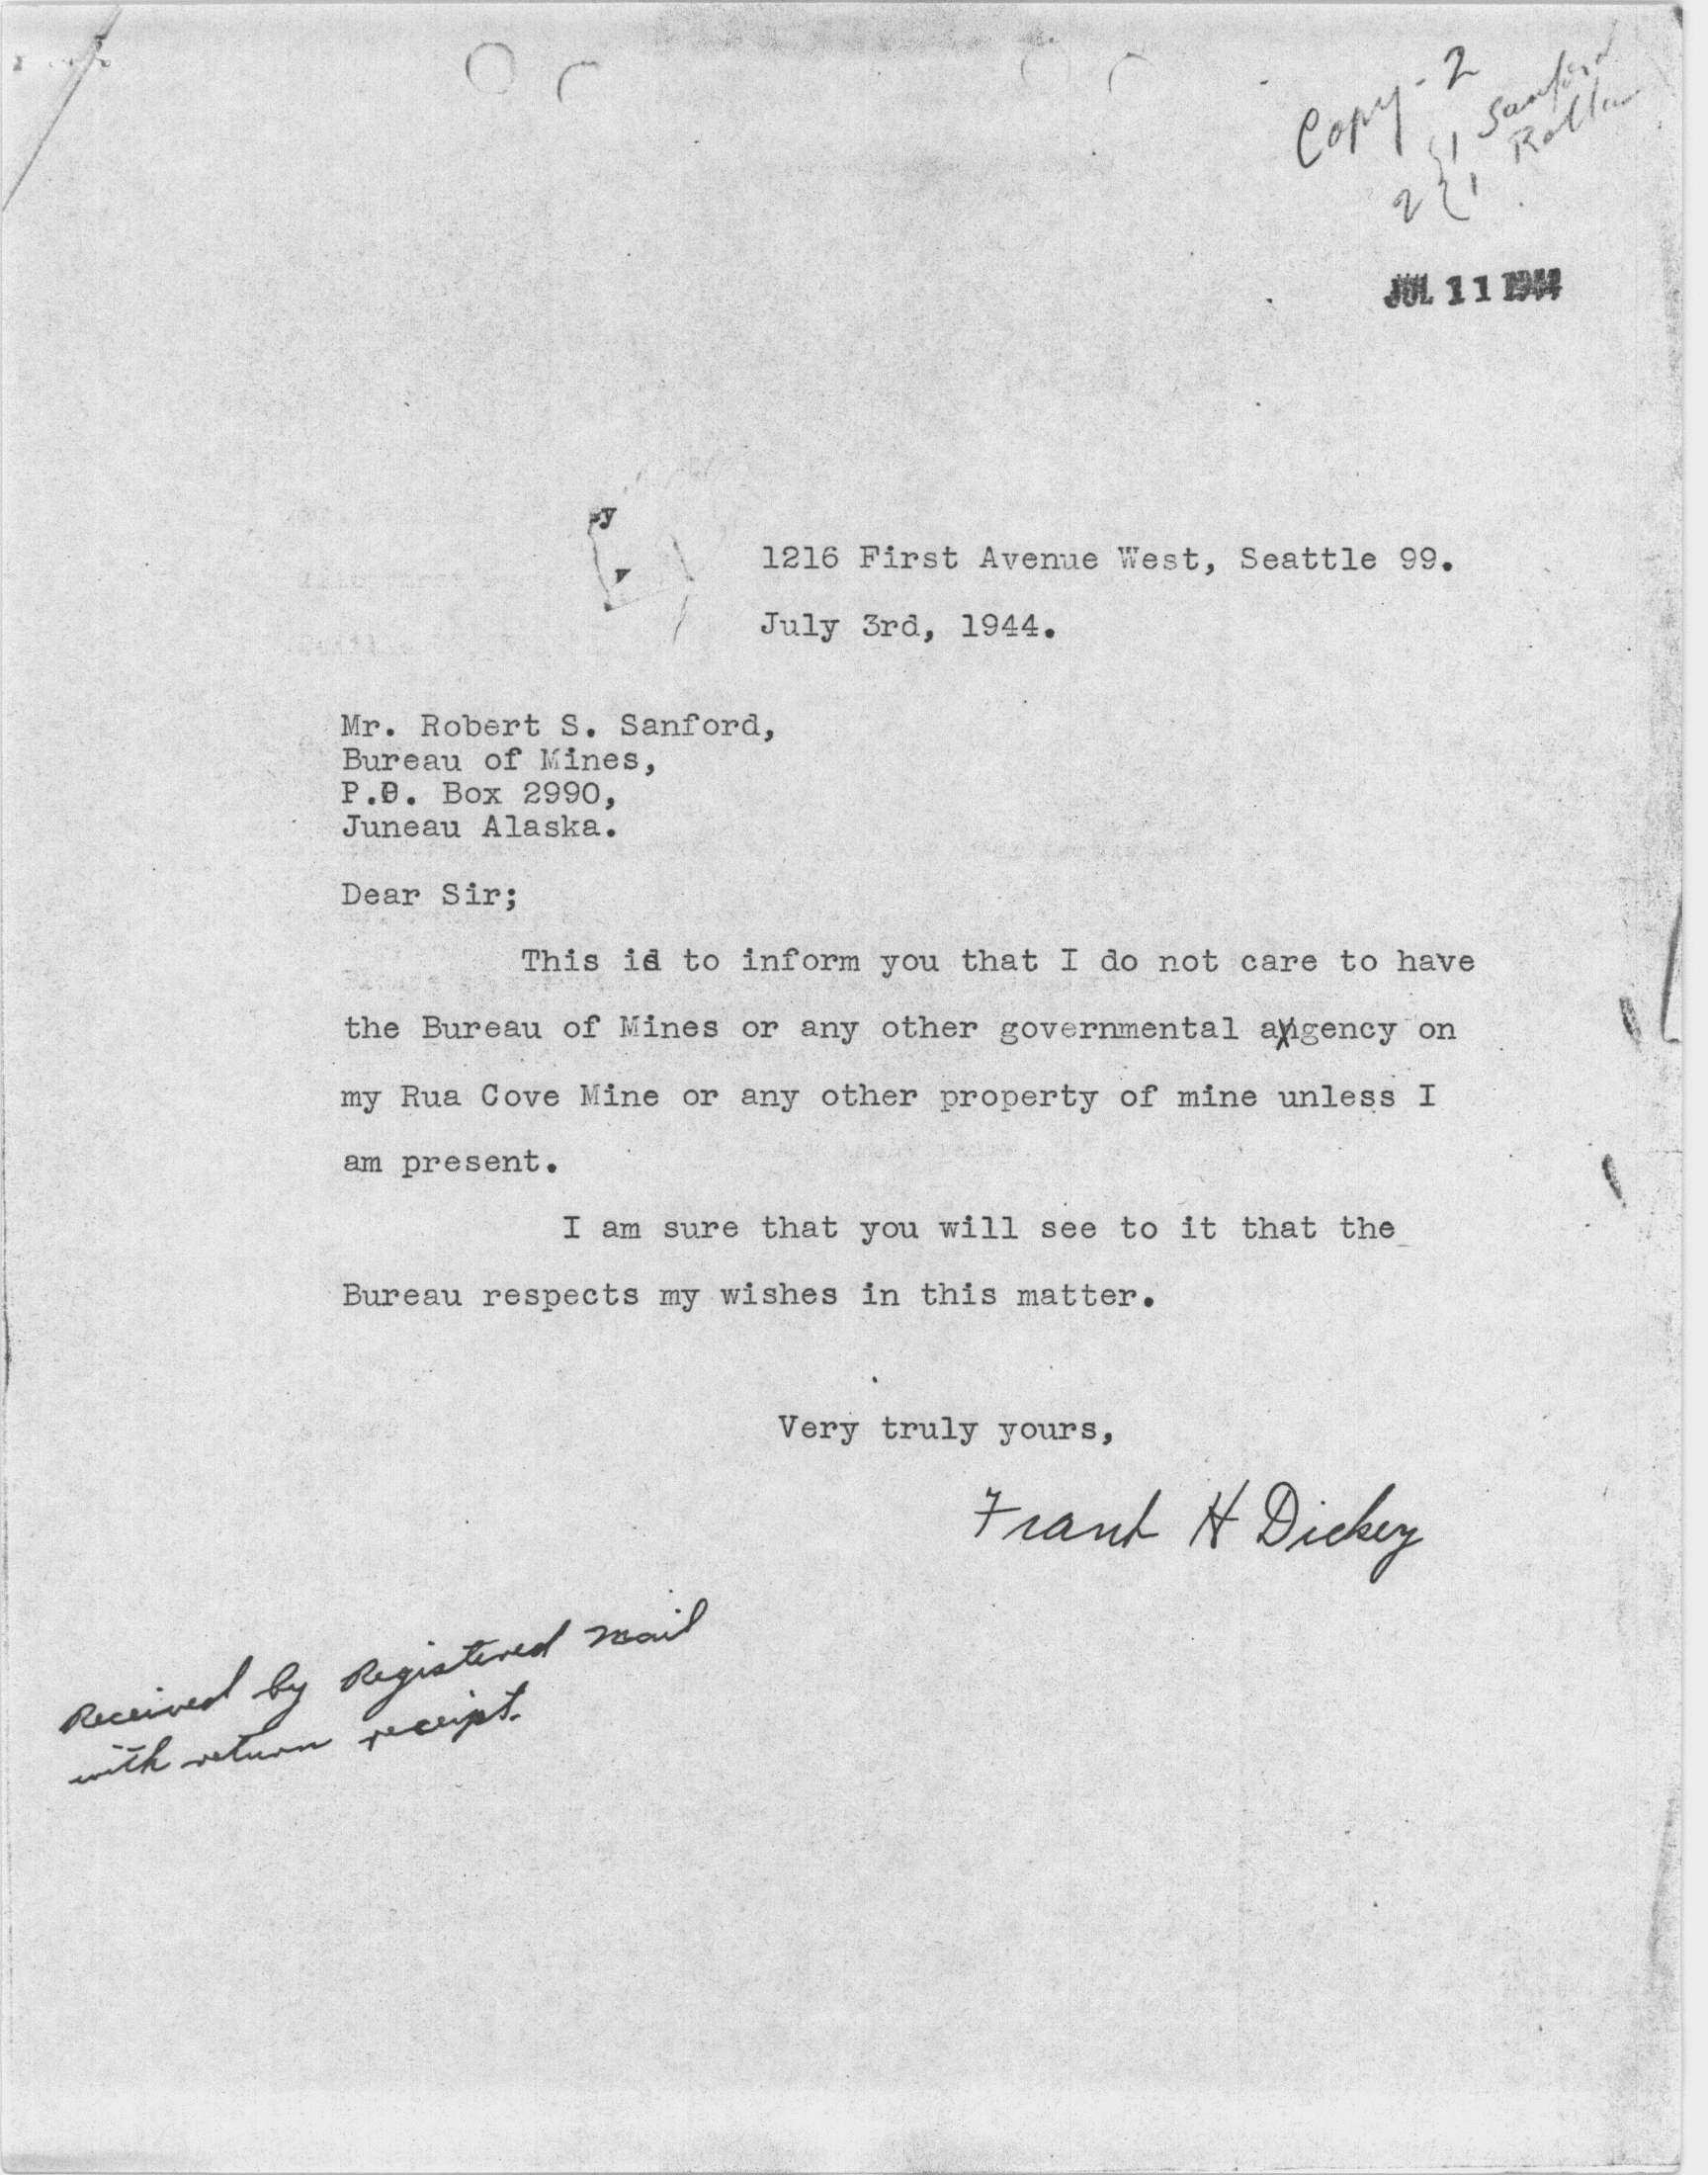 Copy - 2
2 { 1 Sanford
1
JUL 11 1944
1216 First Avenue West, Seattle 99.
July 3rd, 1944.
Mr. Robert S. Sanford,
Bureau of Mines,
P.O. Box 2990,
Juneau Alaska.
Dear Sir;
This is to inform you that I do not care to have
the Bureau of Mines or any other governmental agency on
my Rua Cove Mine or any other property of mine unless I
am present.
I am sure that you will see to it that the
Bureau respects my wishes in this matter.
Very truly yours,
Frank H Dickey
Received by Registered Mail
with return receipt.